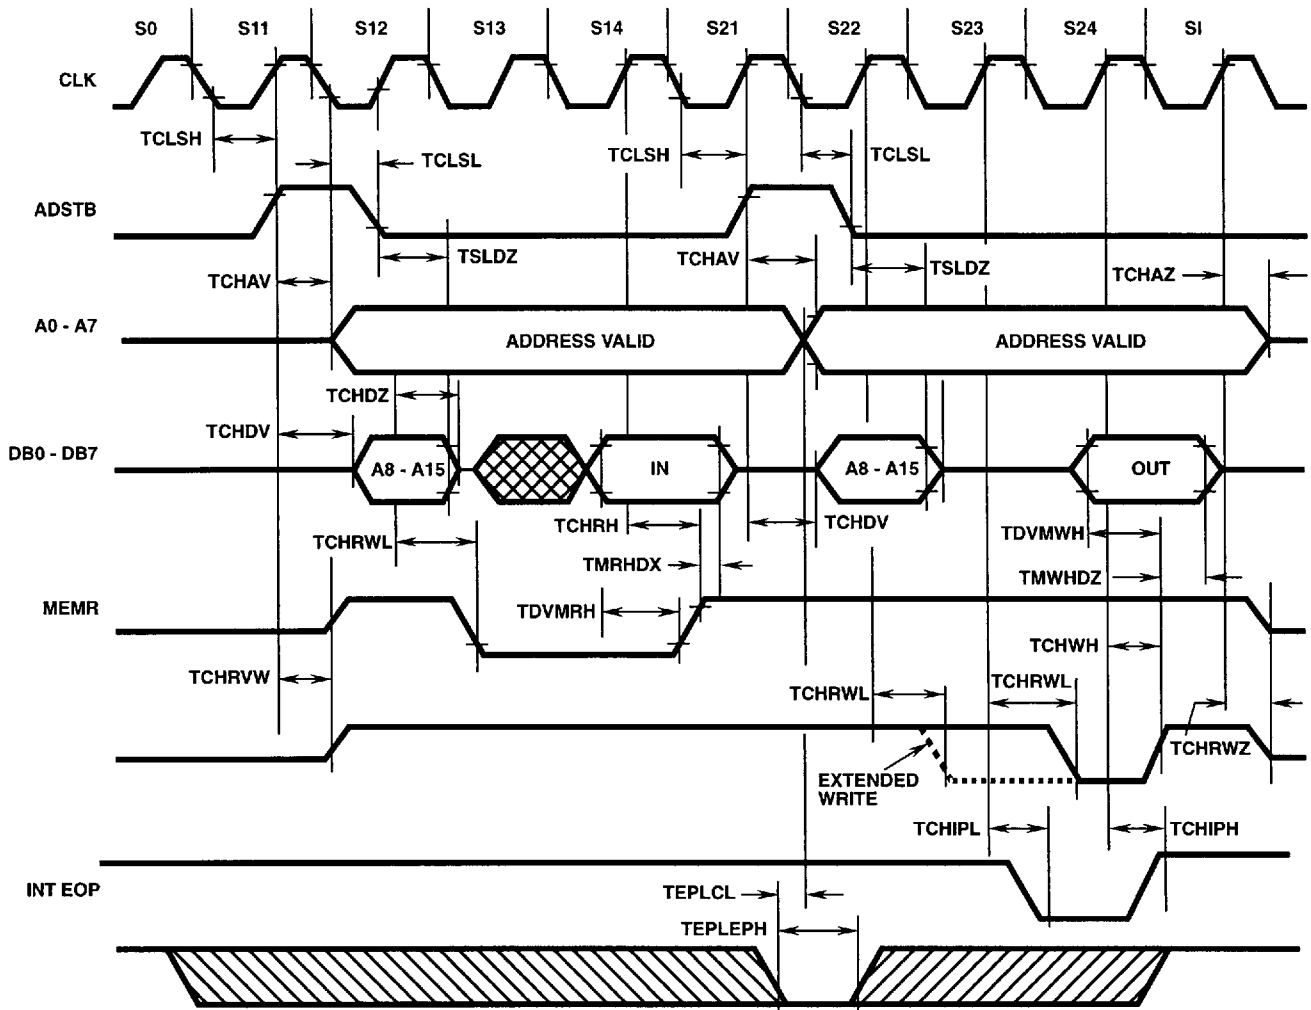 S0 S11 S12 S13 S14 S21 S22 S23 S24 SI
CLK
TCLSH TCLSL TCLSH TCLSL
ADSTB
TSLDZ TCHAV TSLDZ TCHAZ
TCHAV
A0 - A7 ADDRESS VALID ADDRESS VALID
TCHDZ
TCHDV
DB0 - DB7 A8 - A15 IN A8 - A15 OUT
TCHRH TCHDV TDVMWH
TCHRWL
TMRHDX TMWHDZ
MEMR TDVMRH
TCHWH
TCHRVW TCHRWL TCHRWL
TCHRWZ
EXTENDED
WRITE
TCHIPL TCHIPH
INT EOP TEPLCL
TEPLEPH